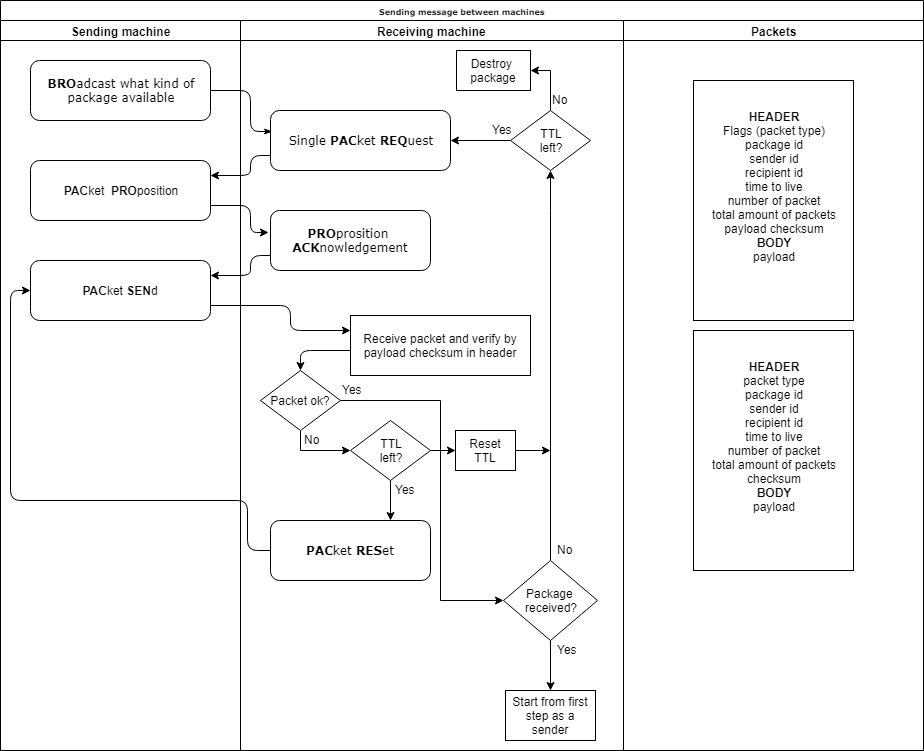 Sending message between machines
Sending machine
Receiving machine
Packets
BROadcast what kind of
package available
Single PACket REQuest
PACket PROposition
PROprosition
ACKnowledgement
PACket SENd
Receive packet and verify by
payload checksum in header
Packet ok?
Yes
No
TTL
left?
Yes
Reset
TTL
PACket RESet
Destroy
package
No
Yes
TTL
left?
No
Package
received?
Yes
Start from first
step as a
sender
HEADER
Flags (packet type)
package id
sender id
recipient id
time to live
number of packet
total amount of packets
payload checksum
BODY
payload
HEADER
packet type
package id
sender id
recipient id
time to live
number of packet
total amount of packets
checksum
BODY
payload